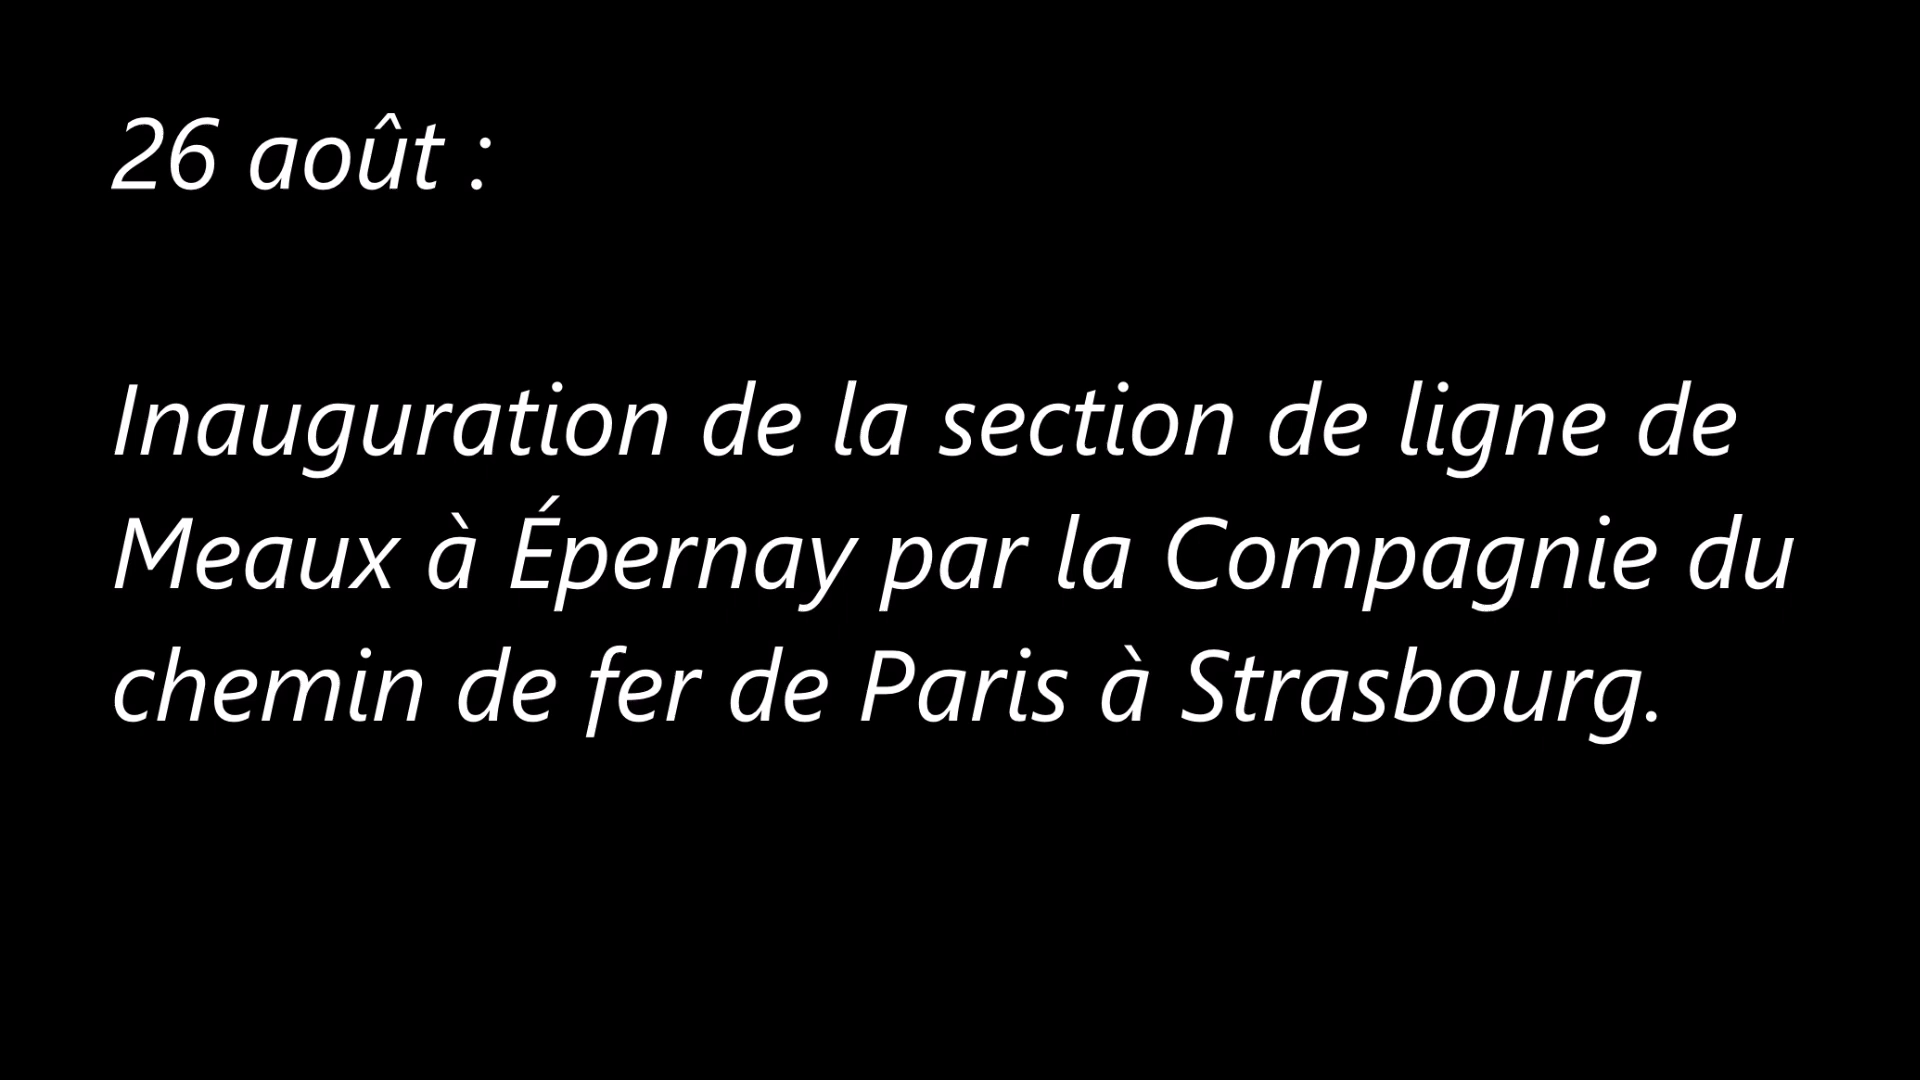 26 août :
Inauguration de la section de ligne de
Meaux à Épernay par la Compagnie du
chemin de fer de Paris à Strasbourg.